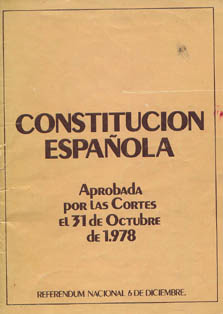 CONSTITUCION
ESPAÑOLA
APROBADA
POR LAS CORTES
EL 31 DE OCTUBRE
DE 1.978
REFERENDUM NACIONAL 6 DE DICIEMBRE.